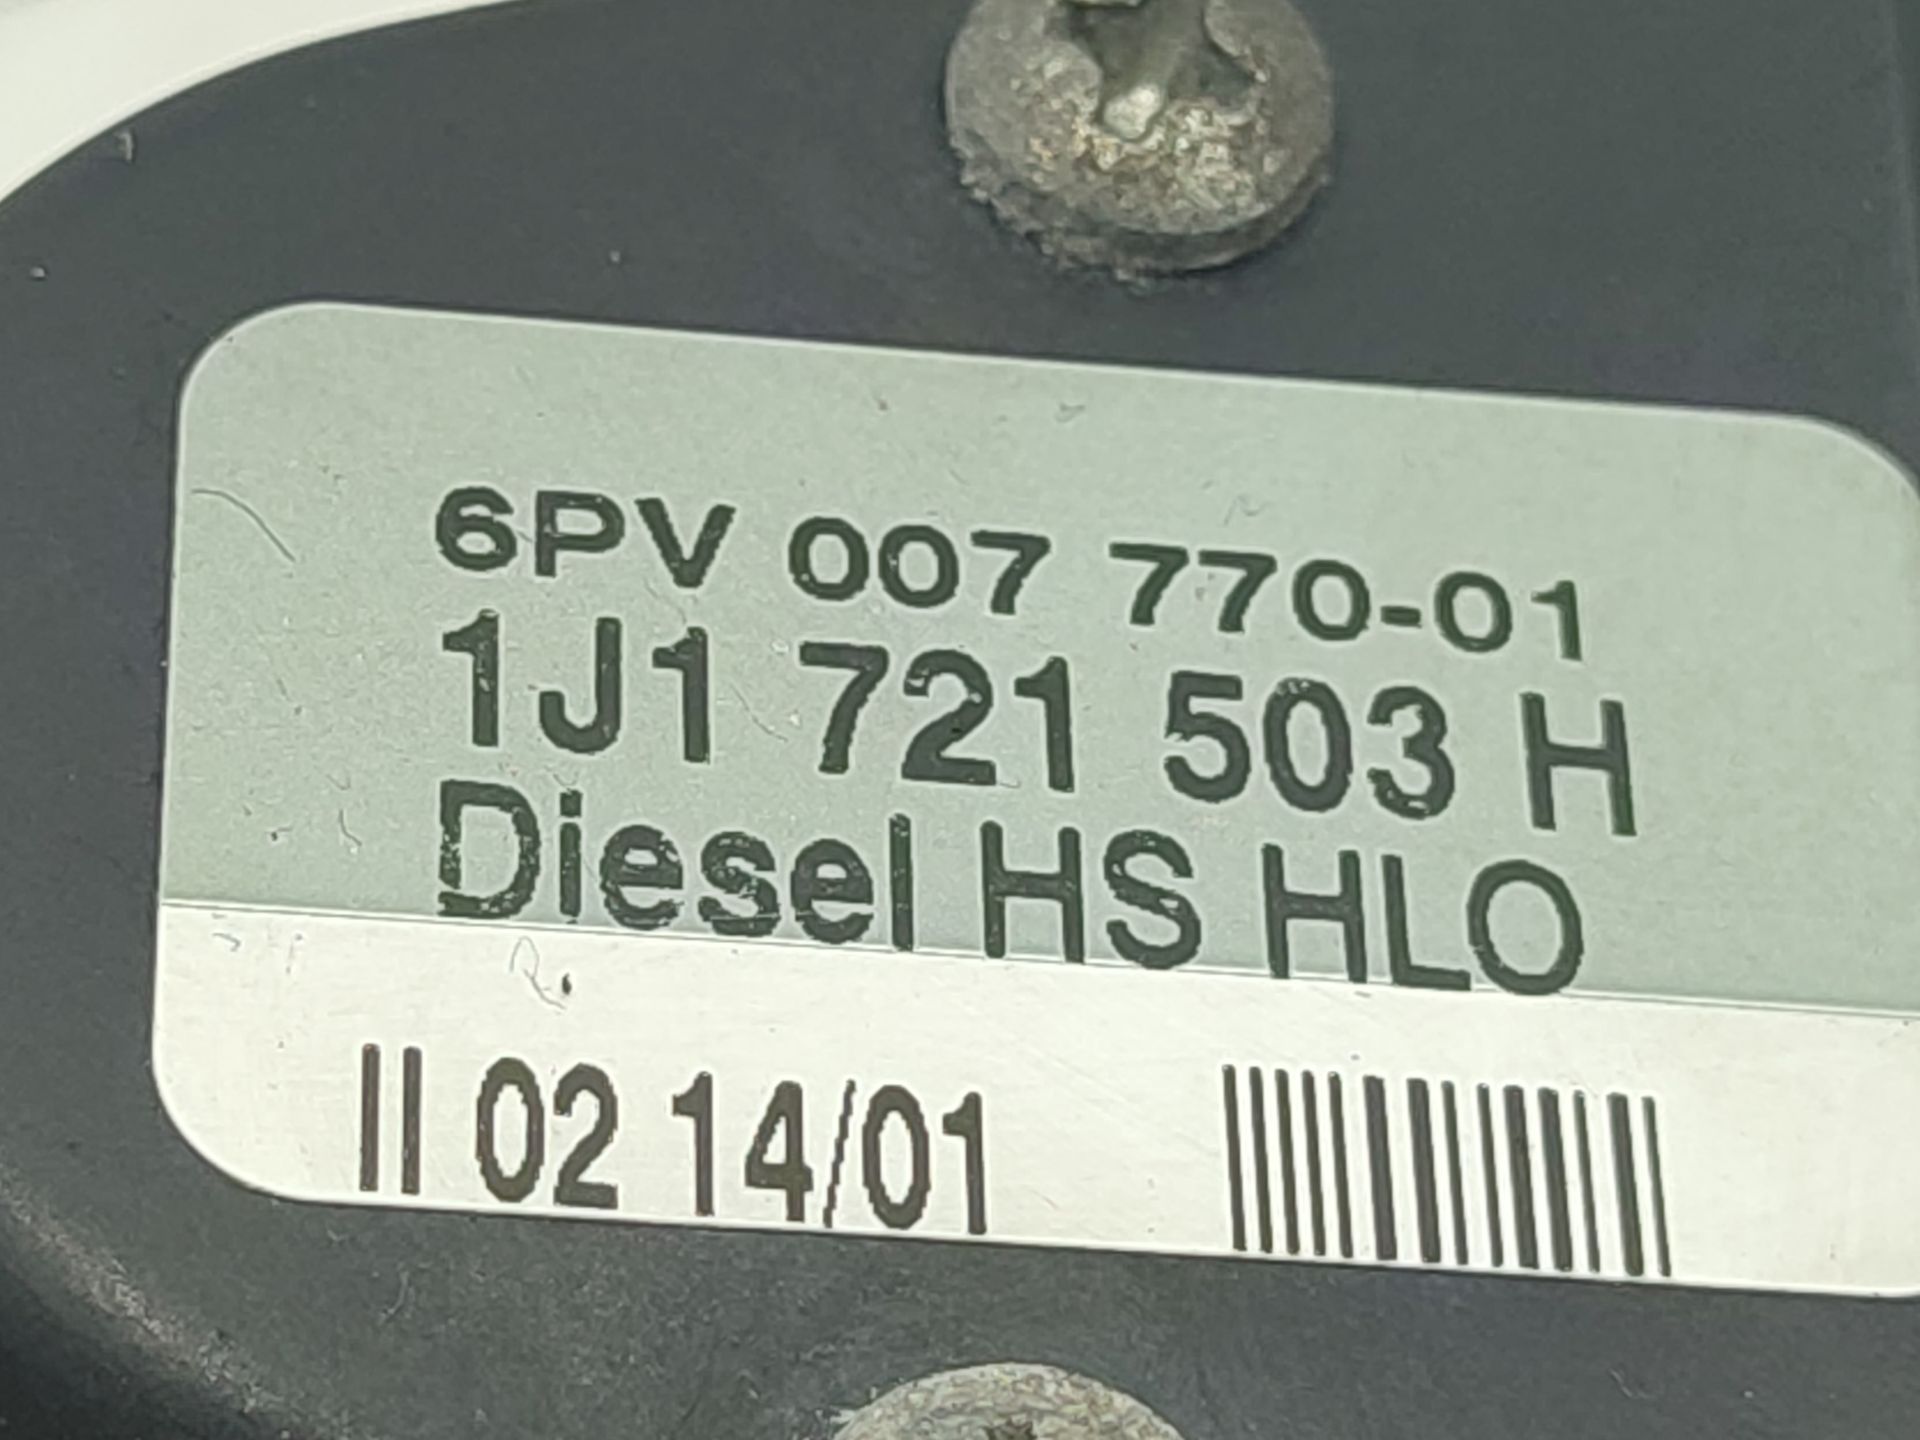 6PV 007 770-01
1J1 721 503 H
Diesel HS HLO
II 02 14/01